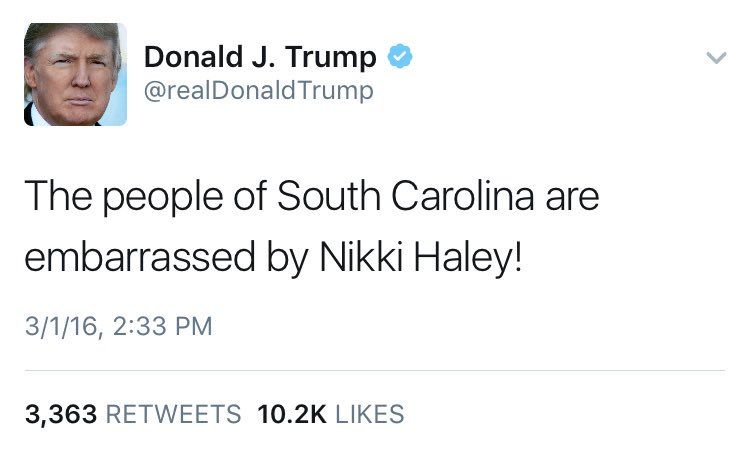 Donald J. Trump
@realDonaldTrump
The people of South Carolina are
embarrassed by Nikki Haley!
3/1/16, 2:33 PM
3,363 RETWEETS 10.2K LIKES